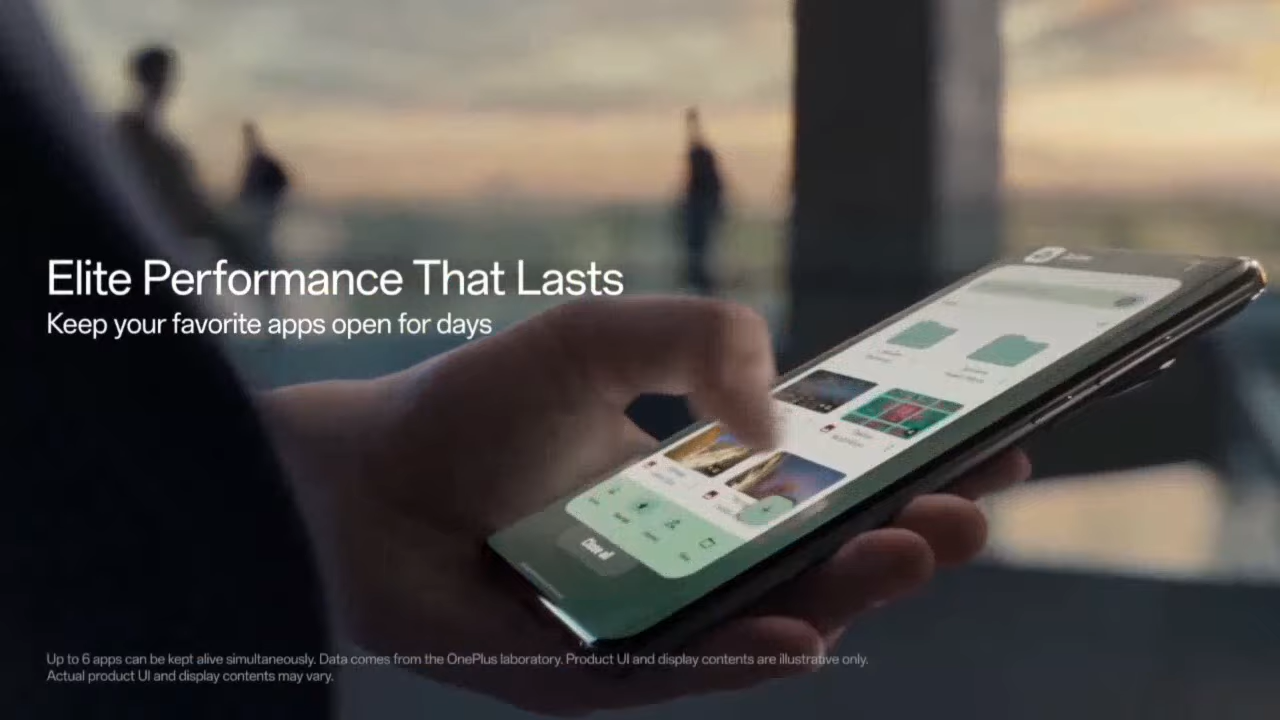 Elite Performance That Lasts
Keep your favorite apps open for days
Close all
Up to 6 apps can be kept alive simultaneously. Data comes from the OnePlus laboratory. Product UI and display contents are illustrative only.
Actual product UI and display contents may vary.